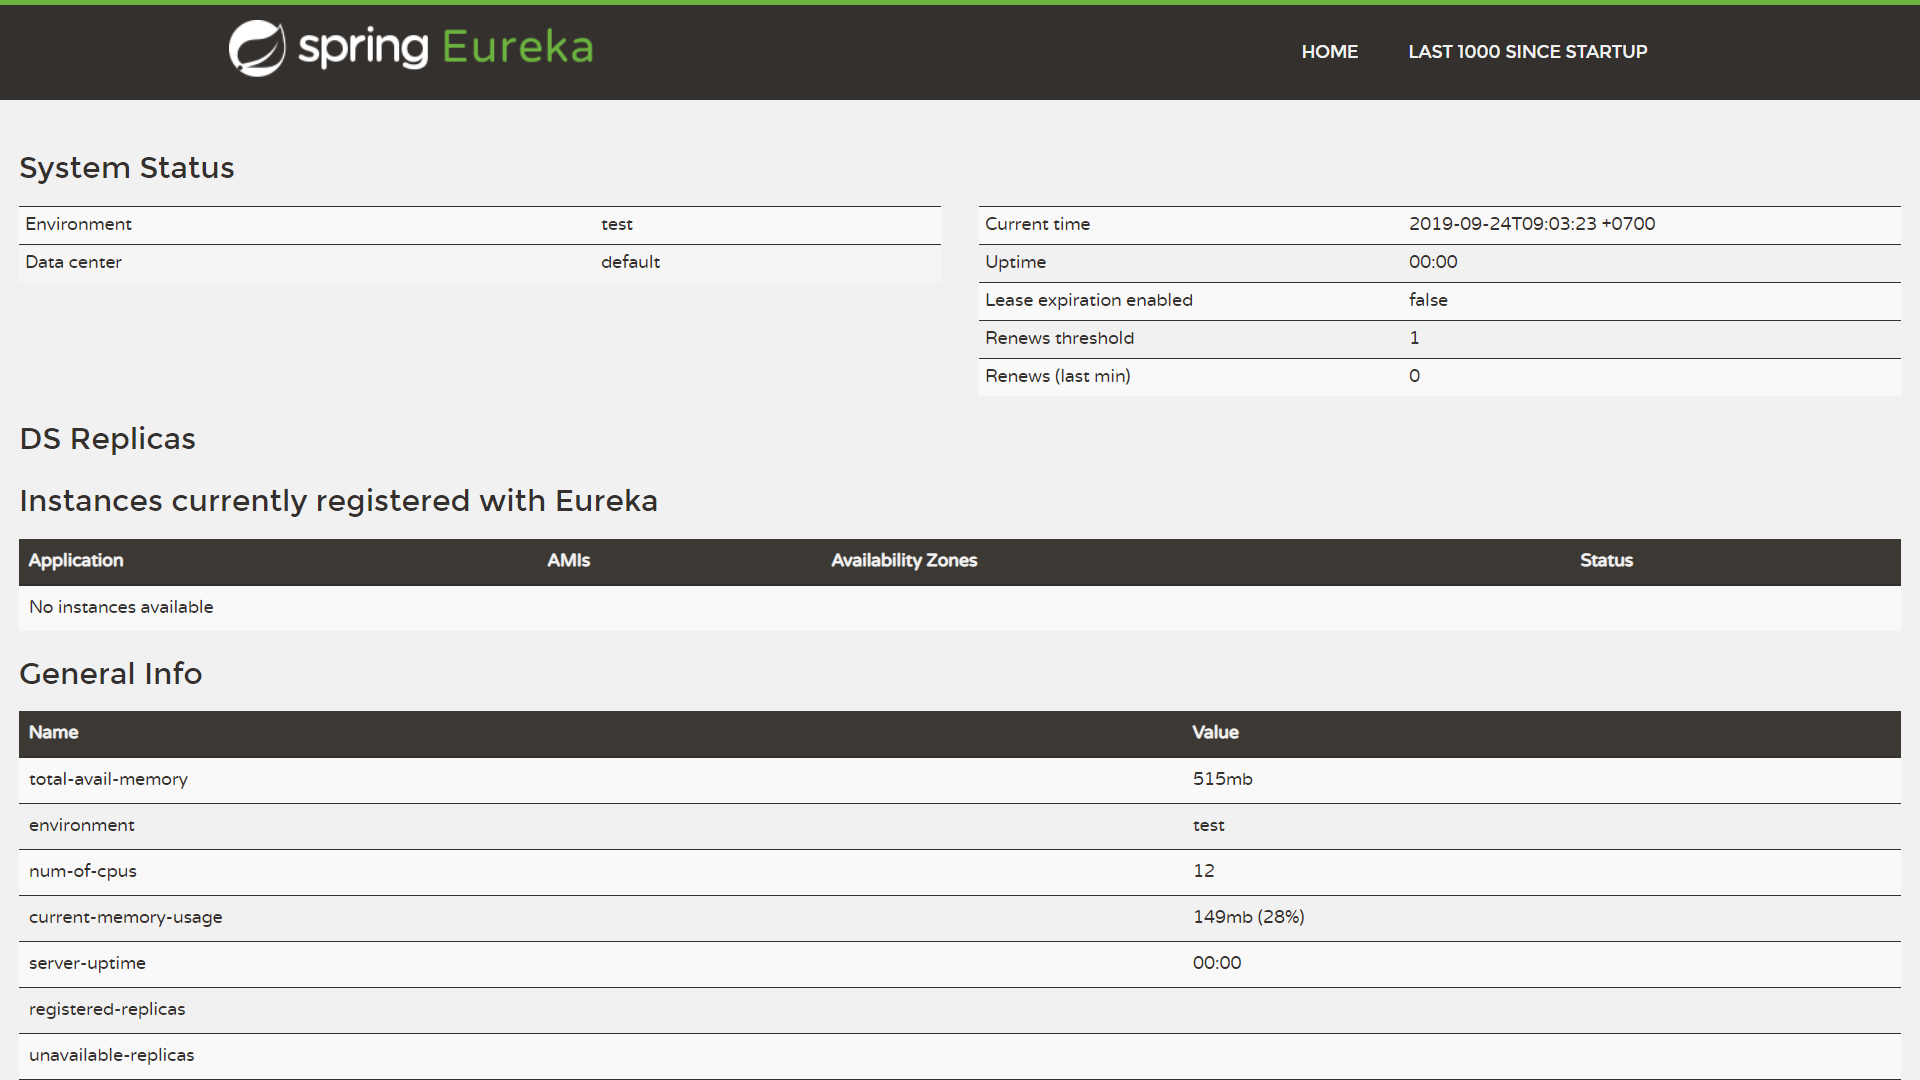 spring Eureka
HOME LAST 1000 SINCE STARTUP
System Status
Environment test
Data center default
Current time 2019-09-24T09:03:23 +0700
Uptime 00:00
Lease expiration enabled false
Renews threshold 1
Renews (last min) 0
DS Replicas
Instances currently registered with Eureka
Application AMIs Availability Zones Status
No instances available
General Info
Name Value
total-avail-memory 515mb
environment test
num-of-cpus 12
current-memory-usage 149mb (28%)
server-uptime 00:00
registered-replicas
unavailable-replicas